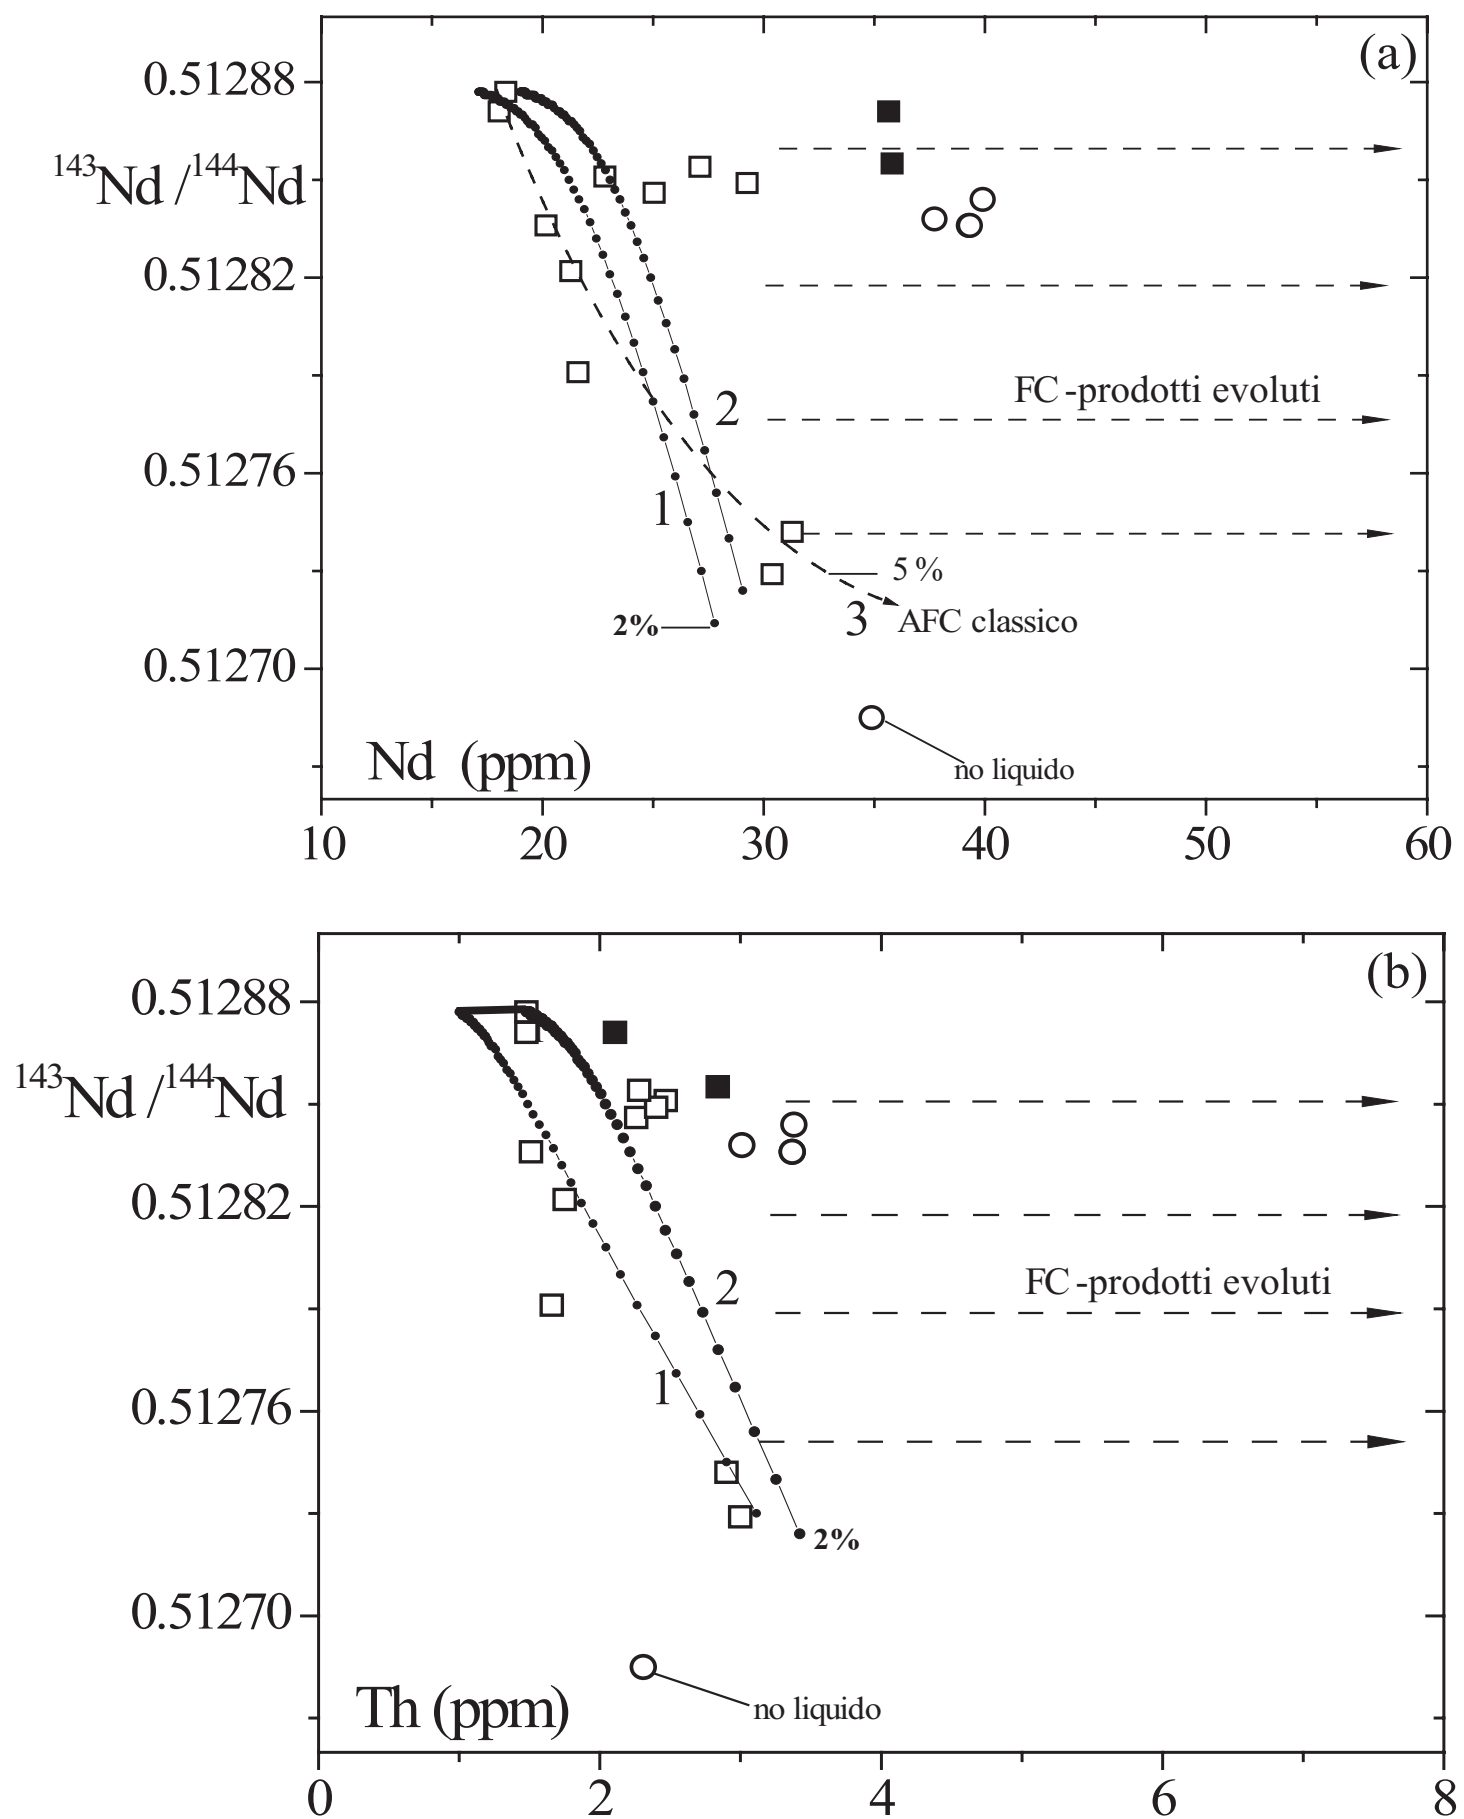 (a)
0.51288
143Nd /144Nd
0.51282
FC-prodotti evoluti
2
0.51276
1
5%
3 AFC classico
2%
0.51270
Nd (ppm)
no liquido
10 20 30 40 50 60
(b)
0.51288
143Nd /144Nd
0.51282
2
FC-prodotti evoluti
1
0.51276
2%
0.51270
Th (ppm)
no liquido
0 2 4 6 8